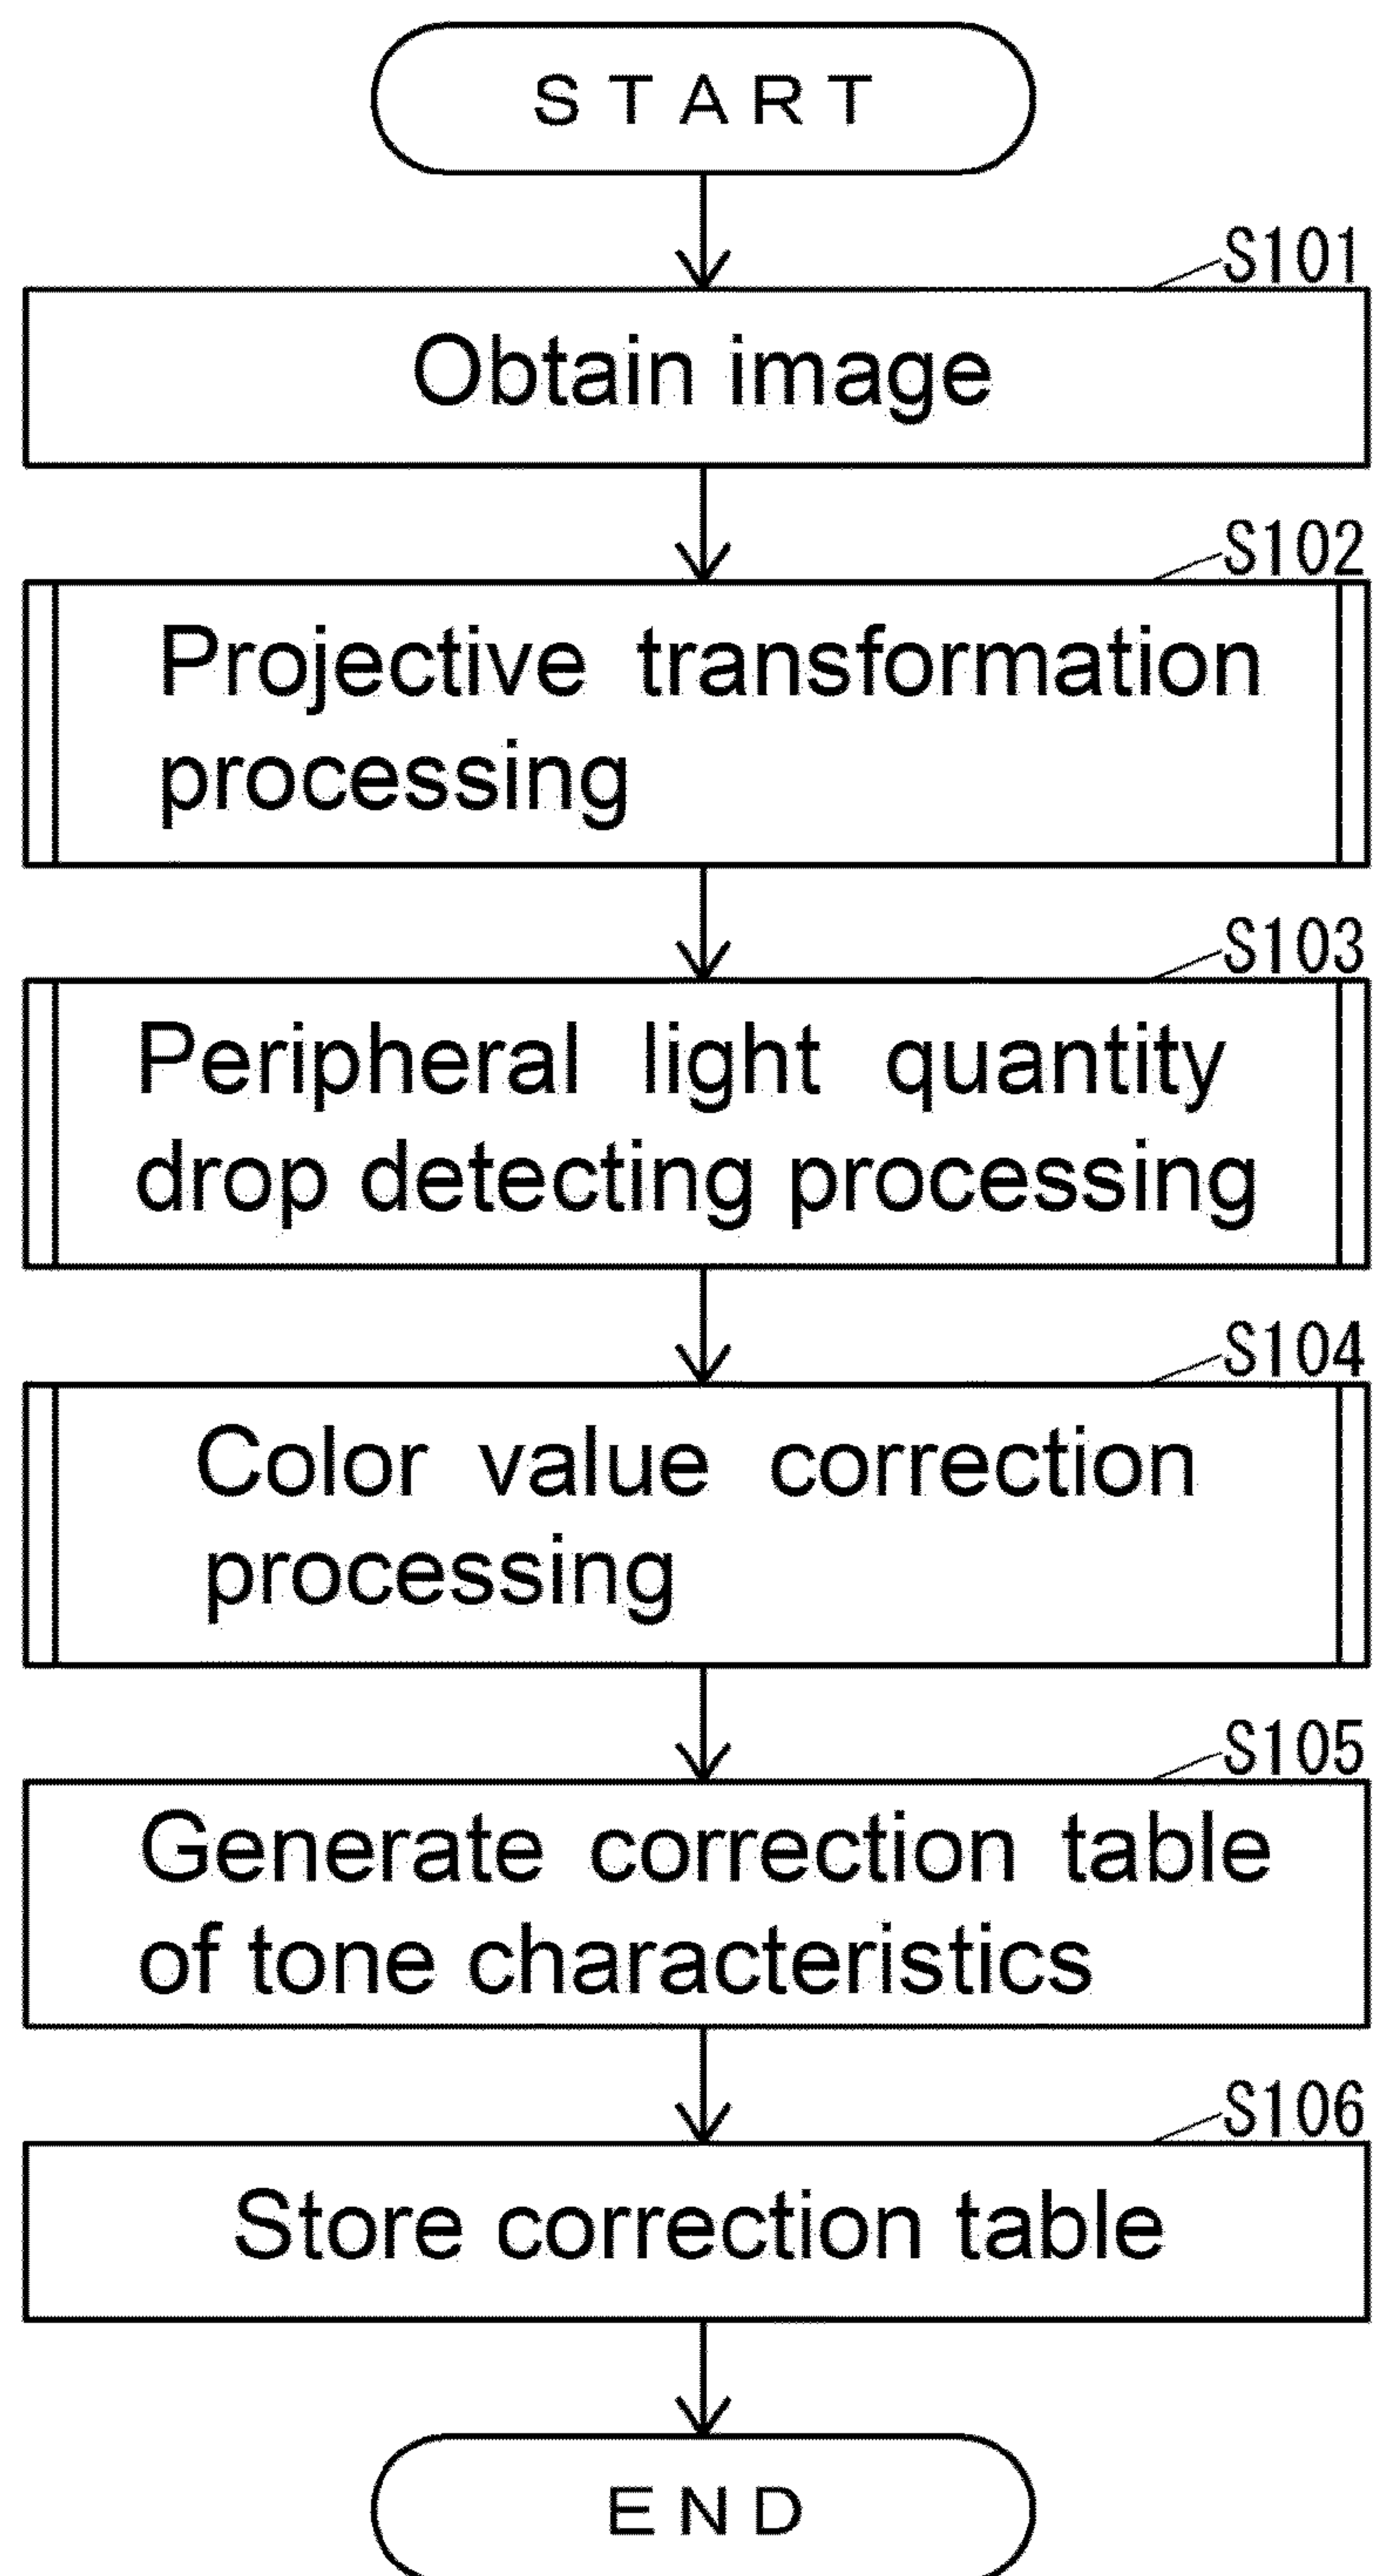 START
S101
Obtain image
S102
Projective transformation
processing
S103
Peripheral light quantity
drop detecting processing
S104
Color value correction
processing
S105
Generate correction table
of tone characteristics
S106
Store correction table
END